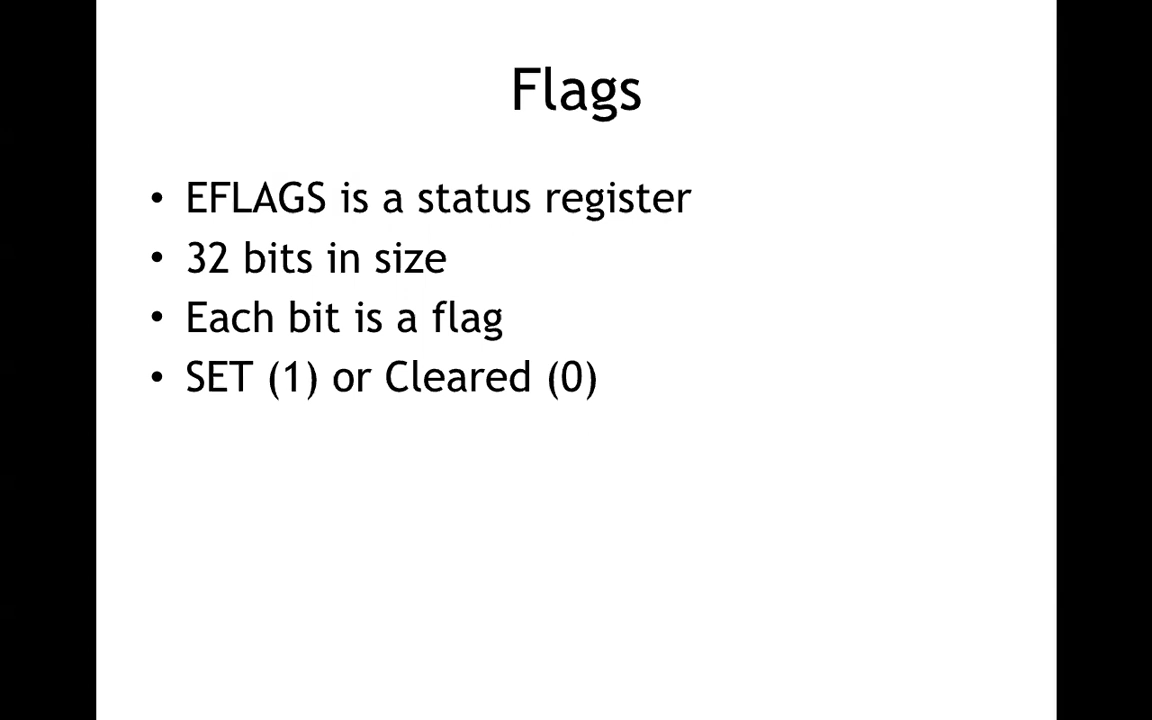 Flags
• EFLAGS is a status register
• 32 bits in size
• Each bit is a flag
• SET (1) or Cleared (0)